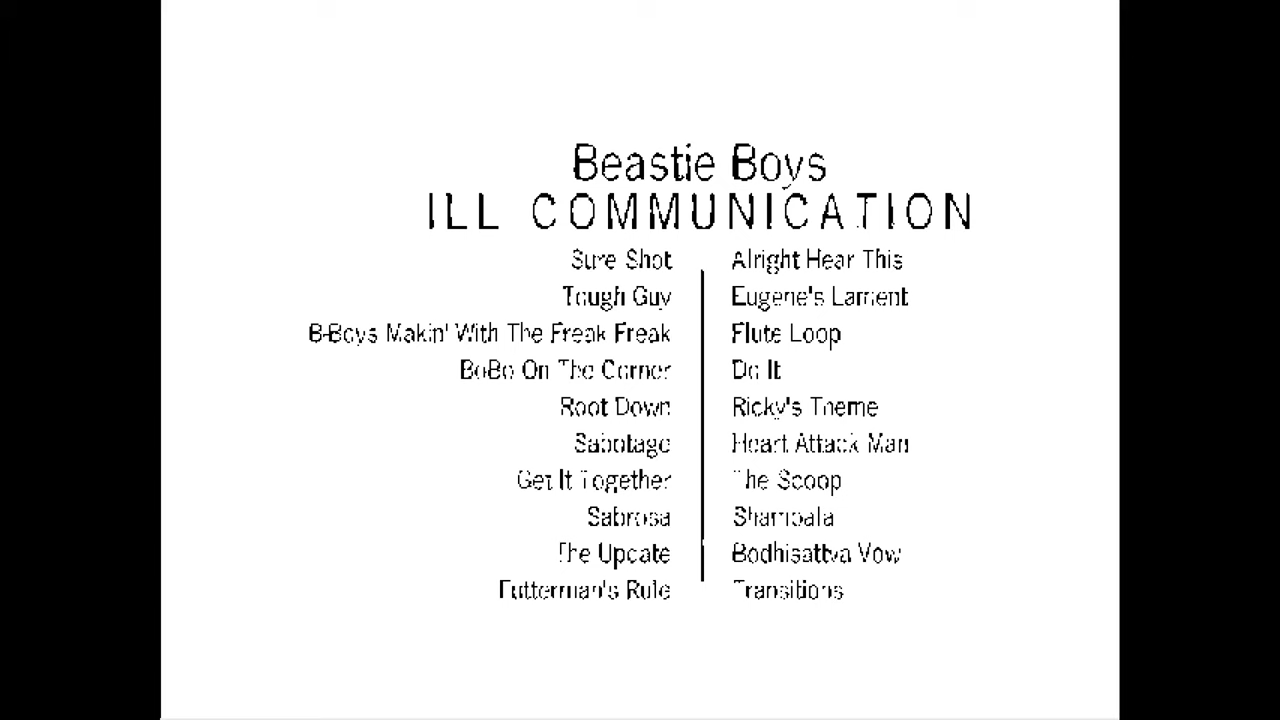 Beastie Boys
ILL COMMUNICATION
Sure Shot
Tough Guy
B-Boys Makin' With The Freak Freak
BoBo On The Corner
Root Down
Sabotage
Get It Together
Sabrosa
The Update
Futterman's Rule
Alright Hear This
Eugene's Lament
Flute Loop
Do It
Ricky's Theme
Heart Attack Man
The Scoop
Shambala
Bodhisattva Vow
Transitions